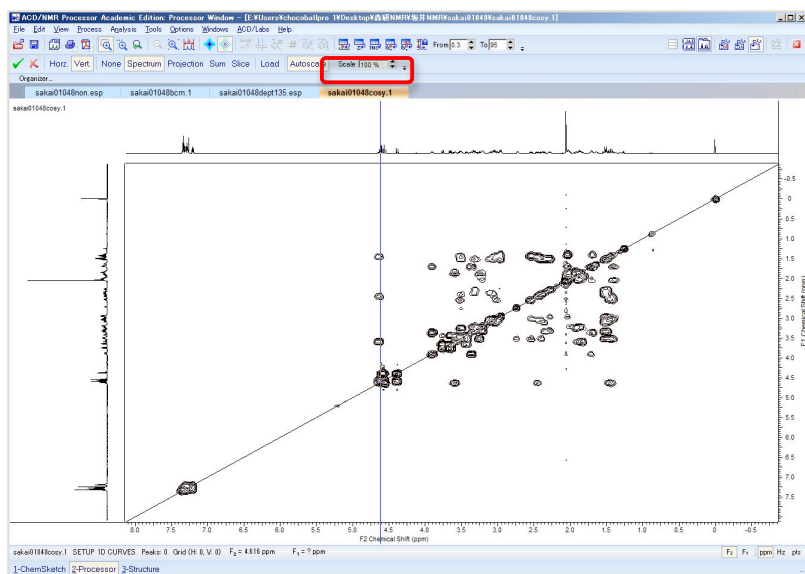 ACD/NMR Processor Academic Edition: Processor Window - [E:¥Users¥chocoballpro 1¥Desktop¥森研NMR¥坂井NMR¥sakai01048¥sakai01048cosy.1]
File Edit View Process Analysis Tools Options Windows ACD/Labs Help
From 0.3 To 95
Horz. Vert. None Spectrum Projection Sum Slice Load Autoscale Scale 100 %
Organizer...
sakai01048non.esp sakai01048bcm.1 sakai01048dept135.esp sakai01048cosy.1
sakai01048cosy.1
-0.5
0
0.5
1.0
1.5
2.0
2.5
3.0
3.5
4.0
4.5
5.0
5.5
6.0
6.5
7.0
7.5
F1 Chemical Shift (ppm)
8.0 7.5 7.0 6.5 6.0 5.5 5.0 4.5 4.0 3.5 3.0 2.5 2.0 1.5 1.0 0.5 0 -0.5
F2 Chemical Shift (ppm)
sakai01048cosy.1 SETUP 1D CURVES Peaks: 0 Grid (H: 0, V: 0) F₂ = 4.616 ppm F₁ = ? ppm F₂ F₁ ppm Hz pts
1-ChemSketch 2-Processor 3-Structure